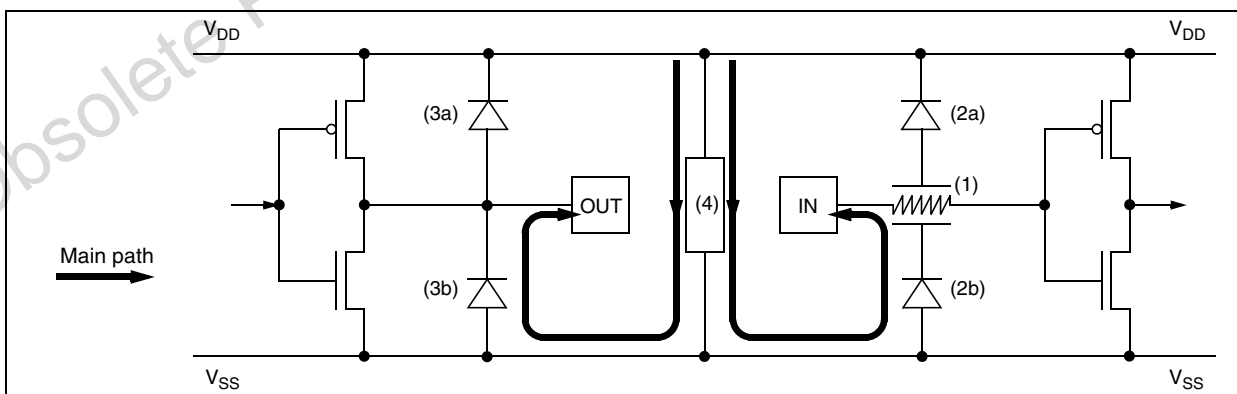 V_DD V_DD
(3a) (2a)
(1)
OUT (4) IN
Main path
(3b) (2b)
V_SS V_SS
obsolete